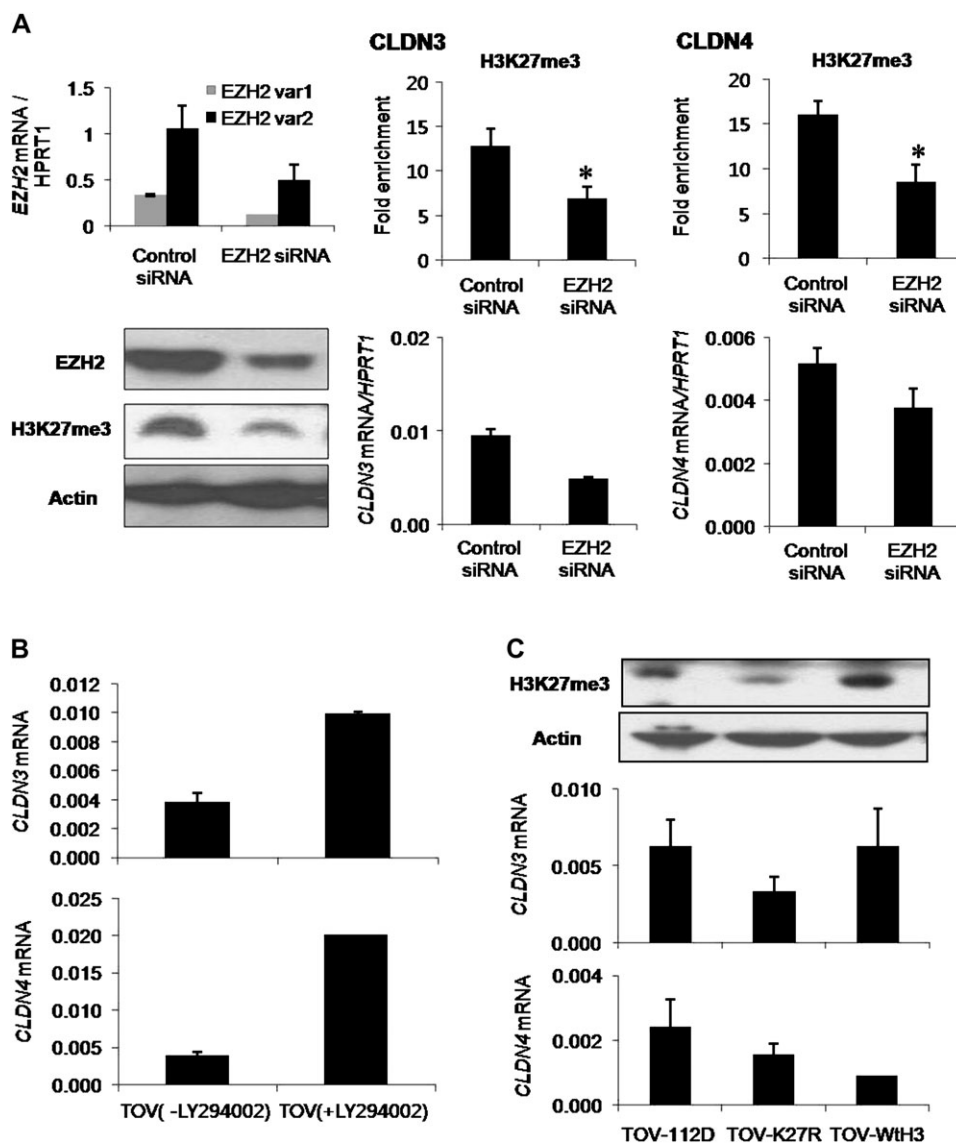 A
EZH2 mRNA /
HPRT1
1.5
1
0.5
0
EZH2 var1
EZH2 var2
Control
siRNA
EZH2 siRNA
EZH2
H3K27me3
Actin
CLDN3
H3K27me3
Fold enrichment
20
15
10
5
0
*
Control
siRNA
EZH2
siRNA
CLDN3 mRNA/HPRT1
0.02
0.01
0.00
Control
siRNA
EZH2
siRNA
CLDN4
H3K27me3
Fold enrichment
20
15
10
5
0
*
Control
siRNA
EZH2
siRNA
CLDN4 mRNA/HPRT1
0.006
0.004
0.002
0.000
Control
siRNA
EZH2
siRNA
B
CLDN3 mRNA
0.012
0.010
0.008
0.006
0.004
0.002
0.000
CLDN4 mRNA
0.025
0.020
0.015
0.010
0.005
0.000
TOV( -LY294002)
TOV(+LY294002)
C
H3K27me3
Actin
CLDN3 mRNA
0.010
0.005
0.000
CLDN4 mRNA
0.004
0.002
0.000
TOV-112D
TOV-K27R
TOV-WtH3